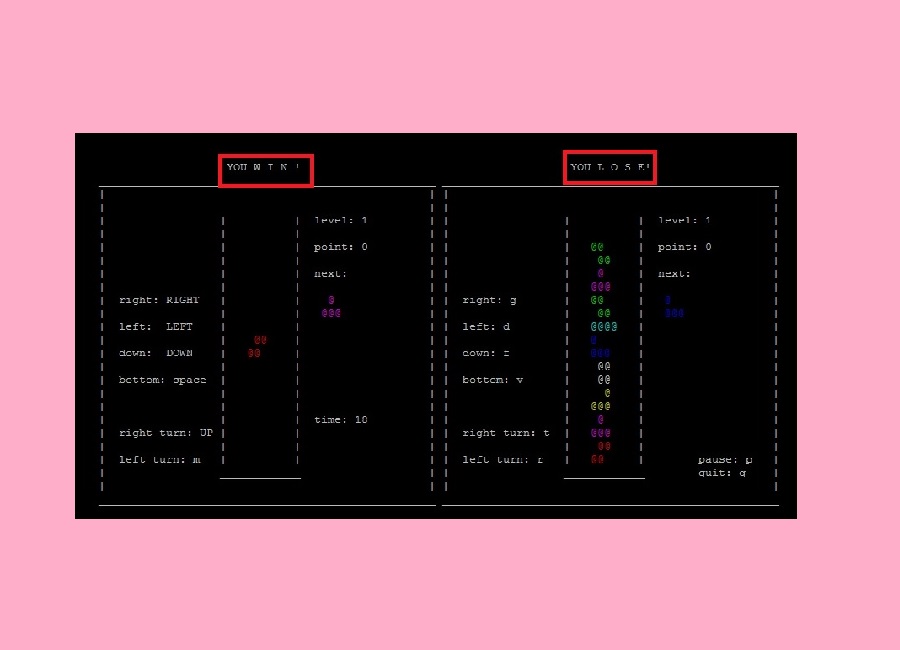 YOU W I N !
level: 1
point: 0
next:
@
@@@
right: RIGHT
left: LEFT
@@
down: DOWN
@@
bottom: space
time: 18
right turn: UP
left turn: m
YOU L O S E!
level: 1
@@
point: 0
@@
@
next:
@@@
right: g
@@
@
@@
@@@
left: d
@@@@
@
down: f
@@@
@@
bottom: v
@@
@
@@@
@
right turn: t
@@@
@@
left turn: r
@@
pause: p
quit: q